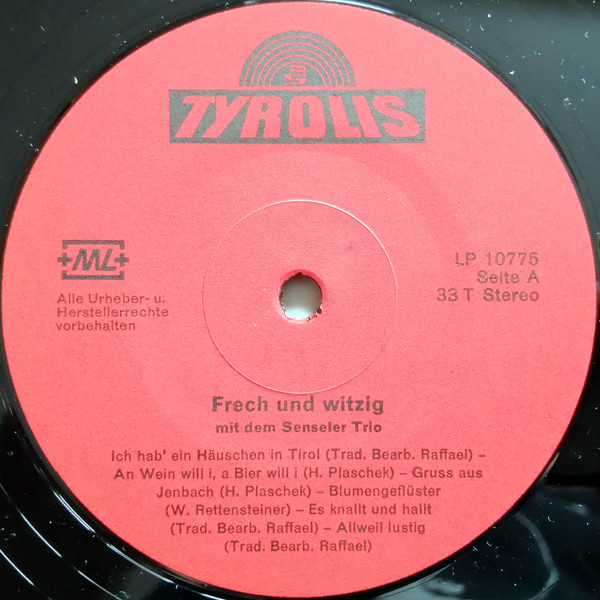 TYROLIS
+ML+
Alle Urheber- u.
Herstellerrechte
vorbehalten
LP 10775
Seite A
33 T Stereo
Frech und witzig
mit dem Senseler Trio
Ich hab' ein Häuschen in Tirol (Trad. Bearb. Raffael) –
An Wein will i, a Bier will i (H. Plaschek) – Gruss aus
Jenbach (H. Plaschek) – Blumengeflüster
(W. Rettensteiner) – Es knallt und hallt
(Trad. Bearb. Raffael) – Allweil lustig
(Trad. Bearb. Raffael)